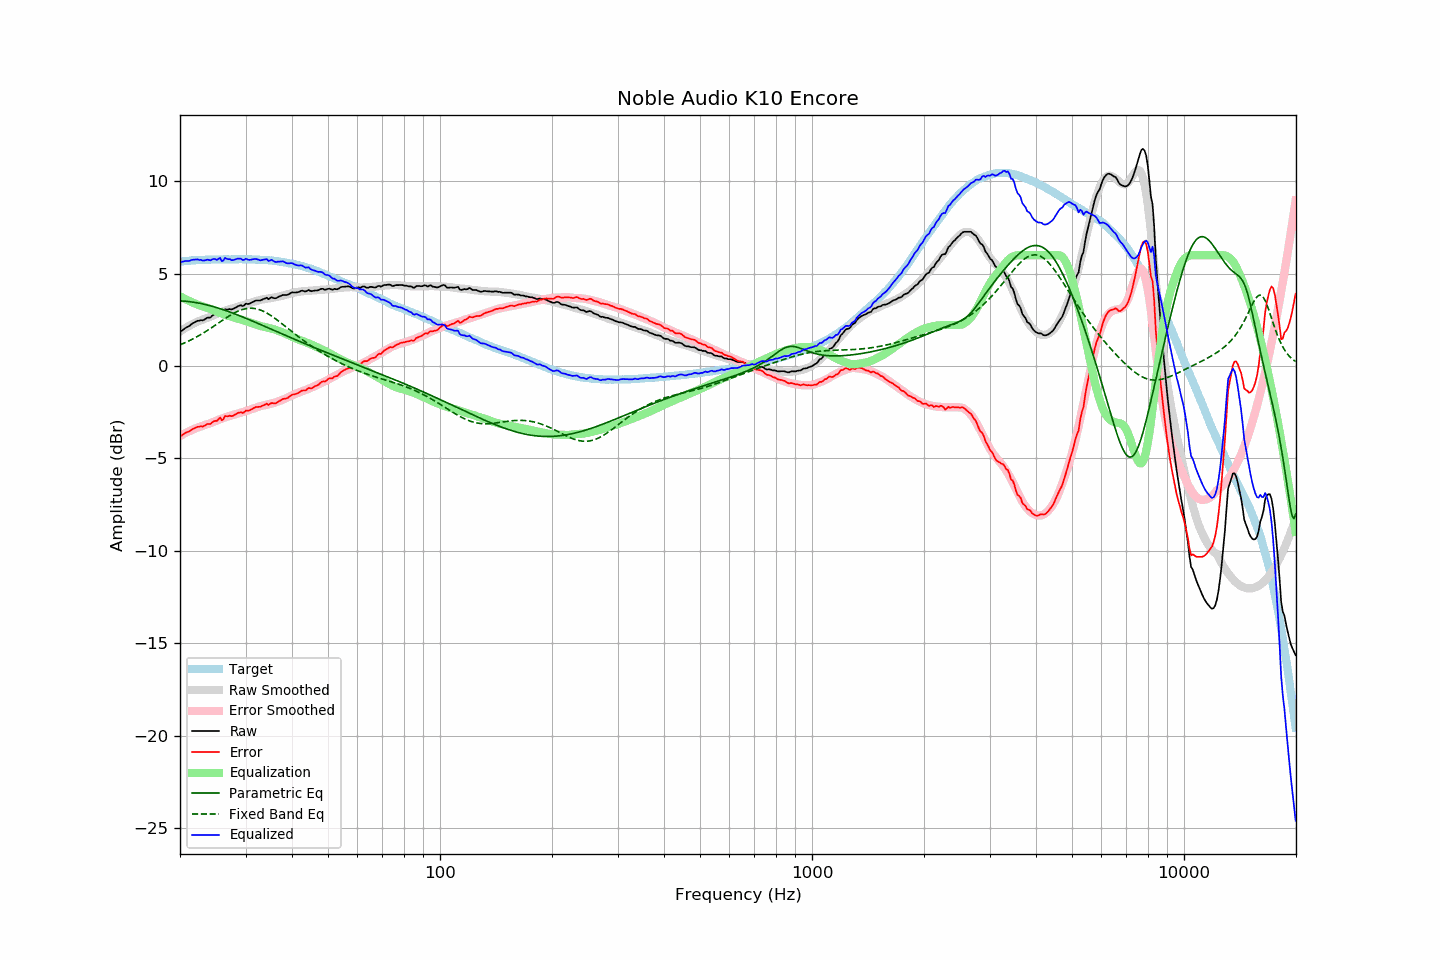 Noble Audio K10 Encore
10
5
0
−5
−10
−15
−20
−25
Amplitude (dBr)
Target
Raw Smoothed
Error Smoothed
Raw
Error
Equalization
Parametric Eq
Fixed Band Eq
Equalized
100
1000
10000
Frequency (Hz)